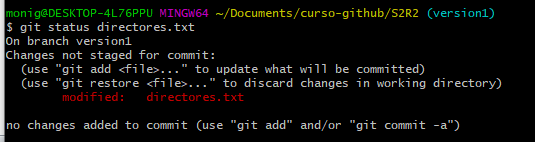 monig@DESKTOP-4L76PPU MINGW64 ~/Documents/curso-github/S2R2 (version1)
$ git status directores.txt
On branch version1
Changes not staged for commit:
  (use "git add <file>..." to update what will be committed)
  (use "git restore <file>..." to discard changes in working directory)
        modified:   directores.txt

no changes added to commit (use "git add" and/or "git commit -a")